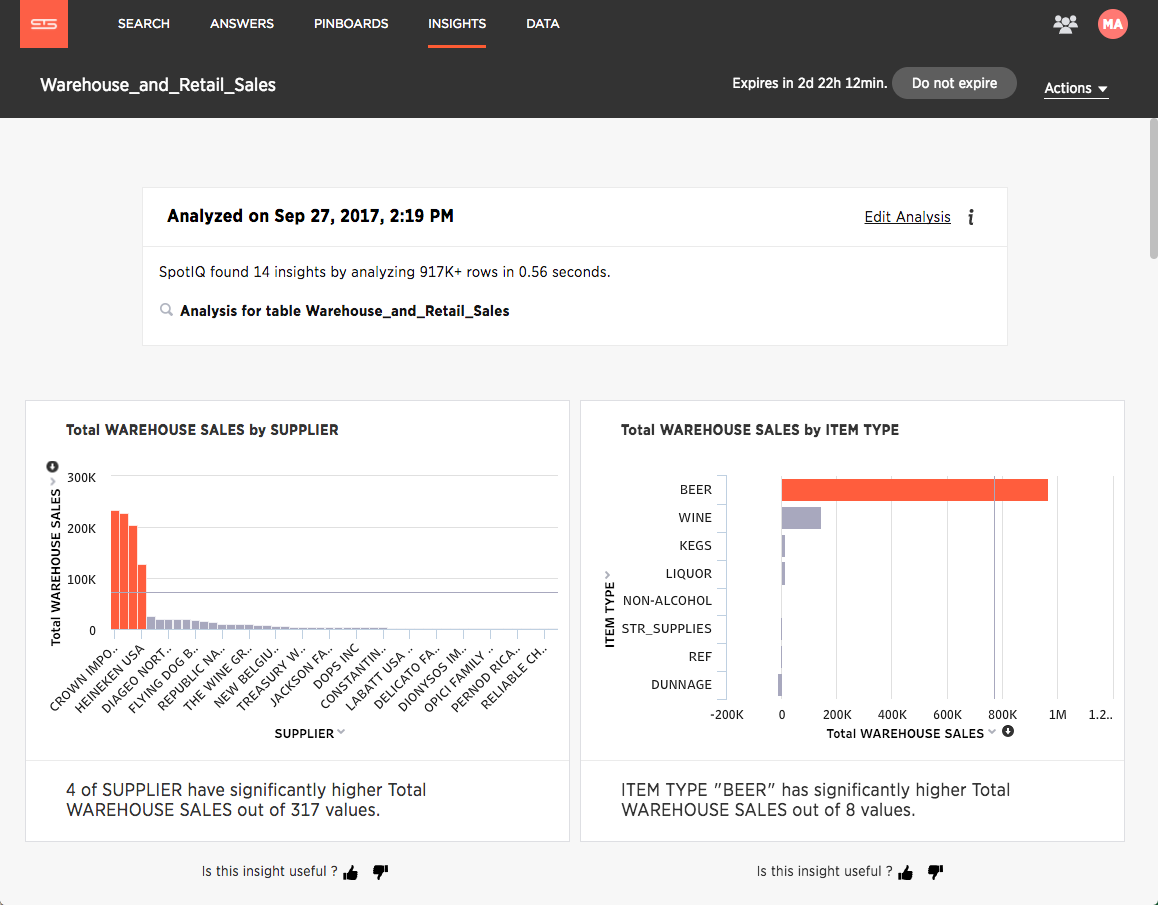 STS
SEARCH ANSWERS PINBOARDS INSIGHTS DATA MA
Warehouse_and_Retail_Sales
Expires in 2d 22h 12min. Do not expire Actions
Analyzed on Sep 27, 2017, 2:19 PM
Edit Analysis i
SpotIQ found 14 insights by analyzing 917K+ rows in 0.56 seconds.
Analysis for table Warehouse_and_Retail_Sales
Total WAREHOUSE SALES by SUPPLIER
Total WAREHOUSE SALES
300K
200K
100K
0
CROWN IMPO..
HEINEKEN USA
DIAGEO NORT..
FLYING DOG B..
REPUBLIC NA..
THE WINE GR..
NEW BELGIU..
TREASURY W..
JACKSON FA..
DOPS INC
CONSTANTIN..
LABATT USA ..
DELICATO FA..
DIONYSOS IM..
OPICI FAMILY ..
PERNOD RICA..
RELIABLE CH..
SUPPLIER
4 of SUPPLIER have significantly higher Total
WAREHOUSE SALES out of 317 values.
Is this insight useful ?
Total WAREHOUSE SALES by ITEM TYPE
ITEM TYPE
BEER
WINE
KEGS
LIQUOR
NON-ALCOHOL
STR_SUPPLIES
REF
DUNNAGE
-200K 0 200K 400K 600K 800K 1M 1.2..
Total WAREHOUSE SALES
ITEM TYPE "BEER" has significantly higher Total
WAREHOUSE SALES out of 8 values.
Is this insight useful ?